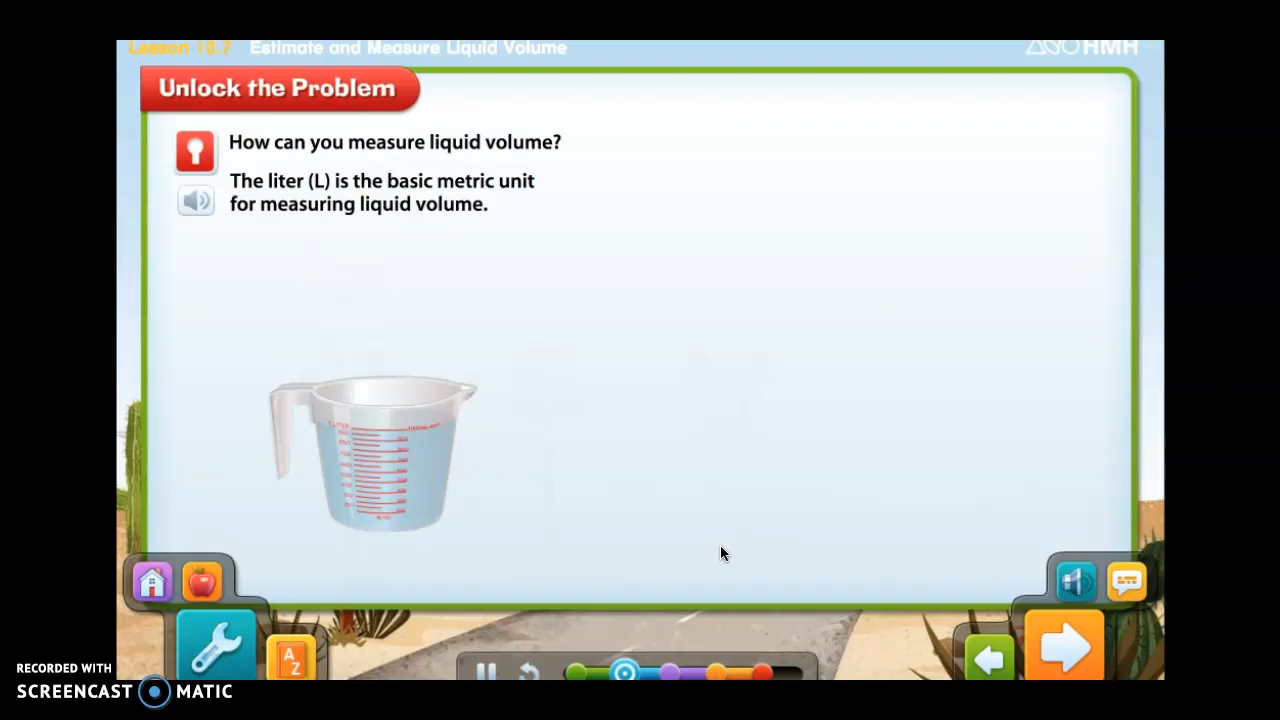 Lesson 10.7 Estimate and Measure Liquid Volume
HMH
Unlock the Problem
How can you measure liquid volume?
The liter (L) is the basic metric unit
for measuring liquid volume.
A
Z
RECORDED WITH
SCREENCAST MATIC